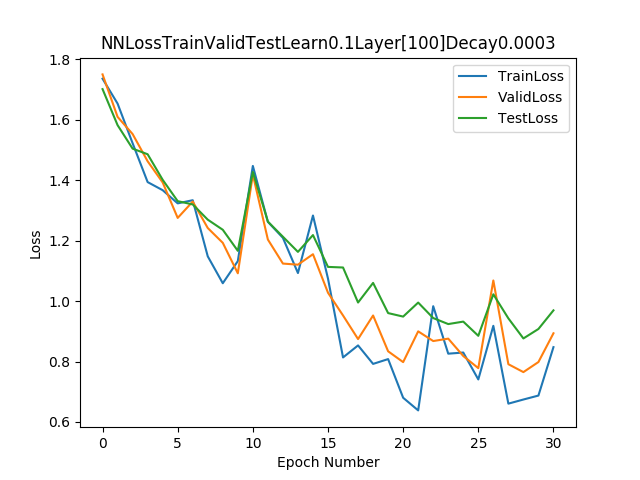 NNLossTrainValidTestLearn0.1Layer[100]Decay0.0003
TrainLoss
ValidLoss
TestLoss
1.8
1.6
1.4
1.2
1.0
0.8
0.6
Loss
0 5 10 15 20 25 30
Epoch Number